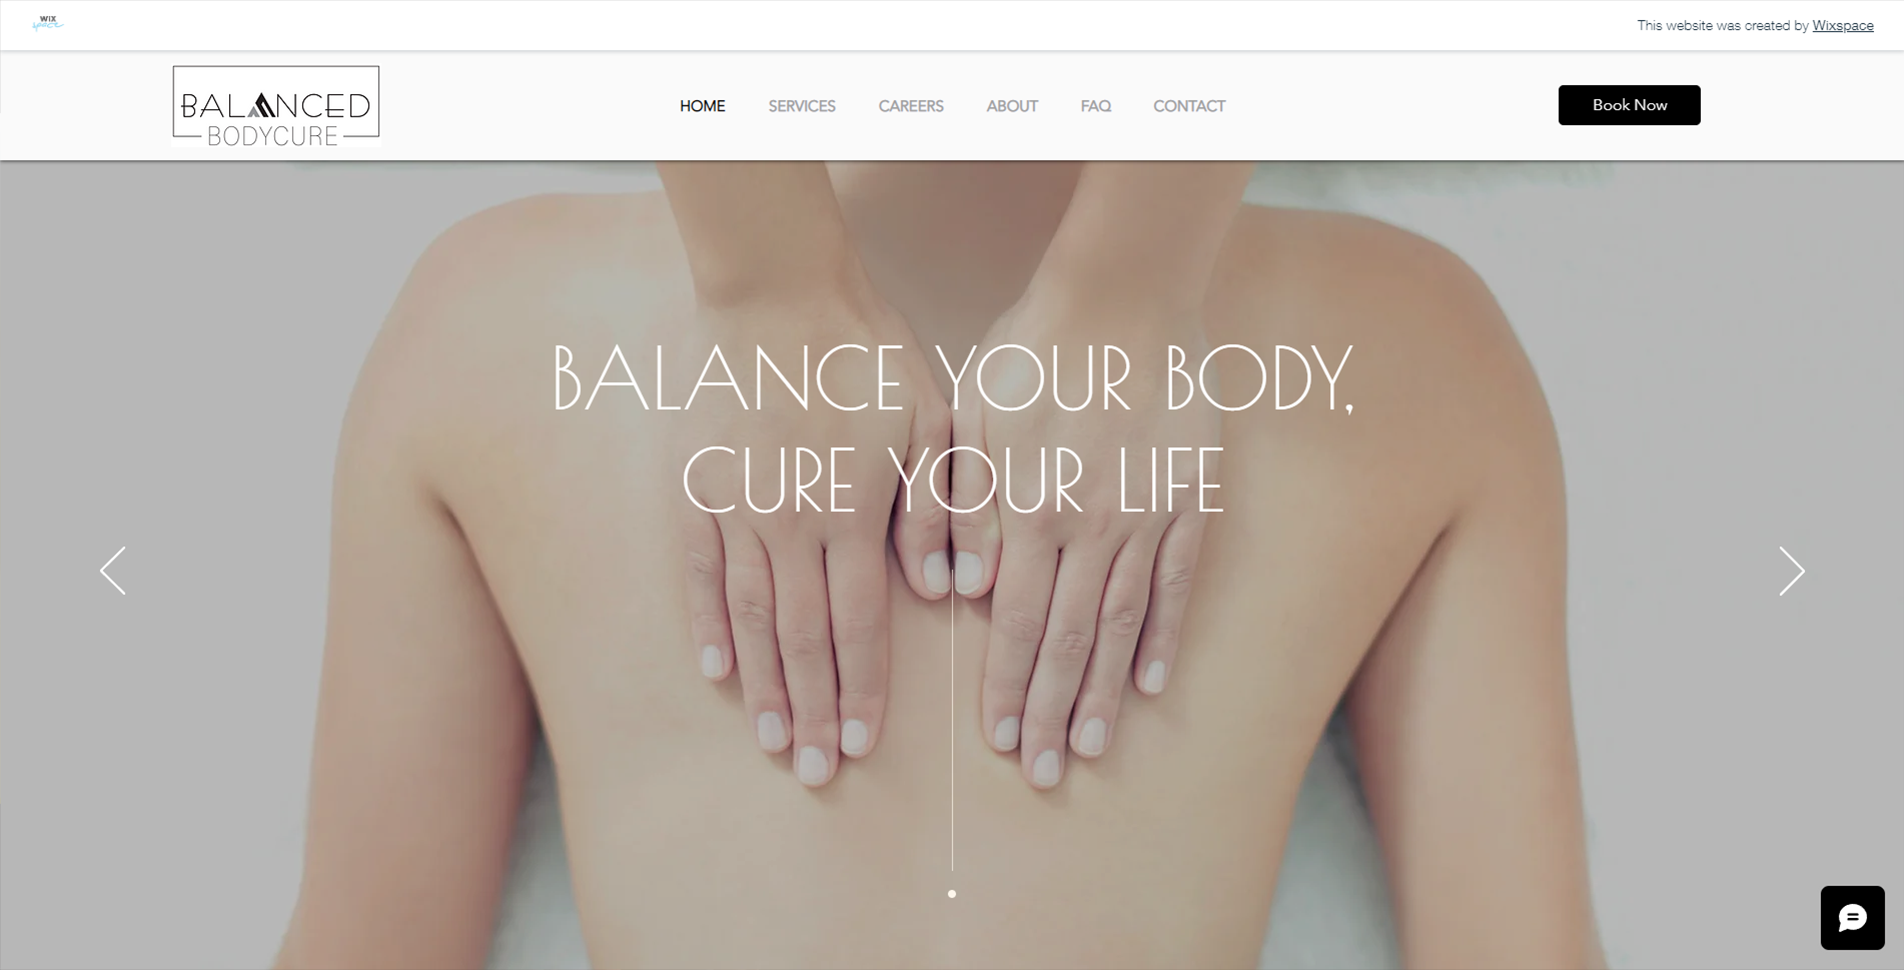 WIX
space
This website was created by Wixspace
BALANCED
BODYCURE
HOME SERVICES CAREERS ABOUT FAQ CONTACT
Book Now
BALANCE YOUR BODY,
CURE YOUR LIFE